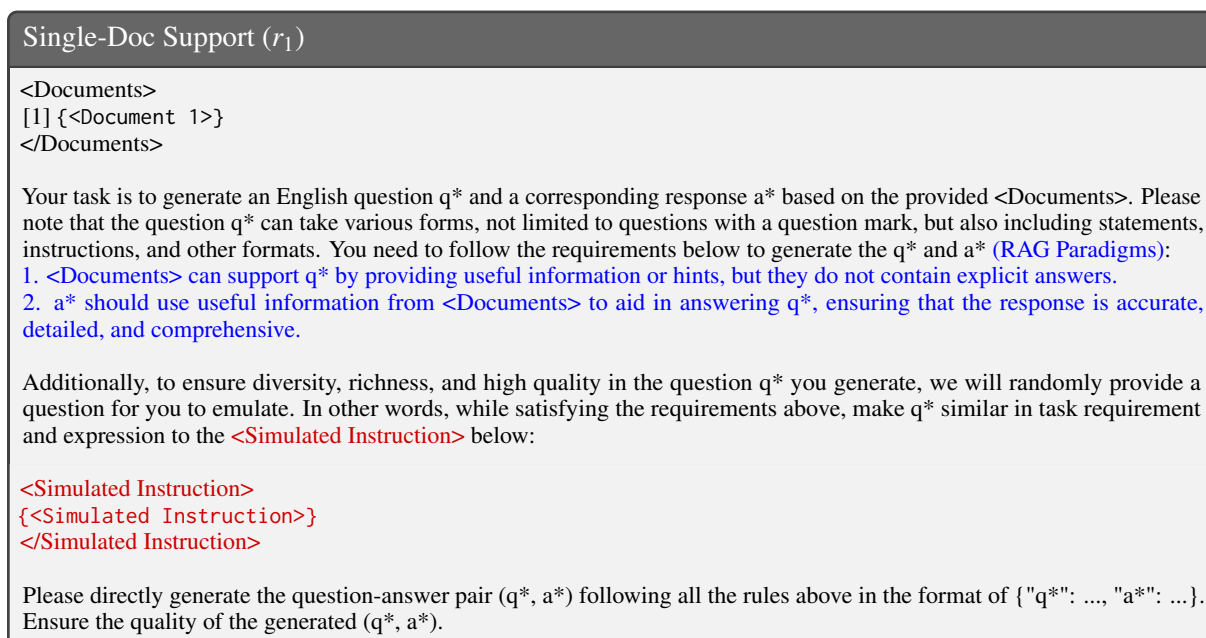 Single-Doc Support (r1)
<Documents>
[1] {<Document 1>}
</Documents>
Your task is to generate an English question q* and a corresponding response a* based on the provided <Documents>. Please
note that the question q* can take various forms, not limited to questions with a question mark, but also including statements,
instructions, and other formats. You need to follow the requirements below to generate the q* and a* (RAG Paradigms):
1. <Documents> can support q* by providing useful information or hints, but they do not contain explicit answers.
2. a* should use useful information from <Documents> to aid in answering q*, ensuring that the response is accurate,
detailed, and comprehensive.
Additionally, to ensure diversity, richness, and high quality in the question q* you generate, we will randomly provide a
question for you to emulate. In other words, while satisfying the requirements above, make q* similar in task requirement
and expression to the <Simulated Instruction> below:
<Simulated Instruction>
{<Simulated Instruction>}
</Simulated Instruction>
Please directly generate the question-answer pair (q*, a*) following all the rules above in the format of {"q*": ..., "a*": ...}.
Ensure the quality of the generated (q*, a*).